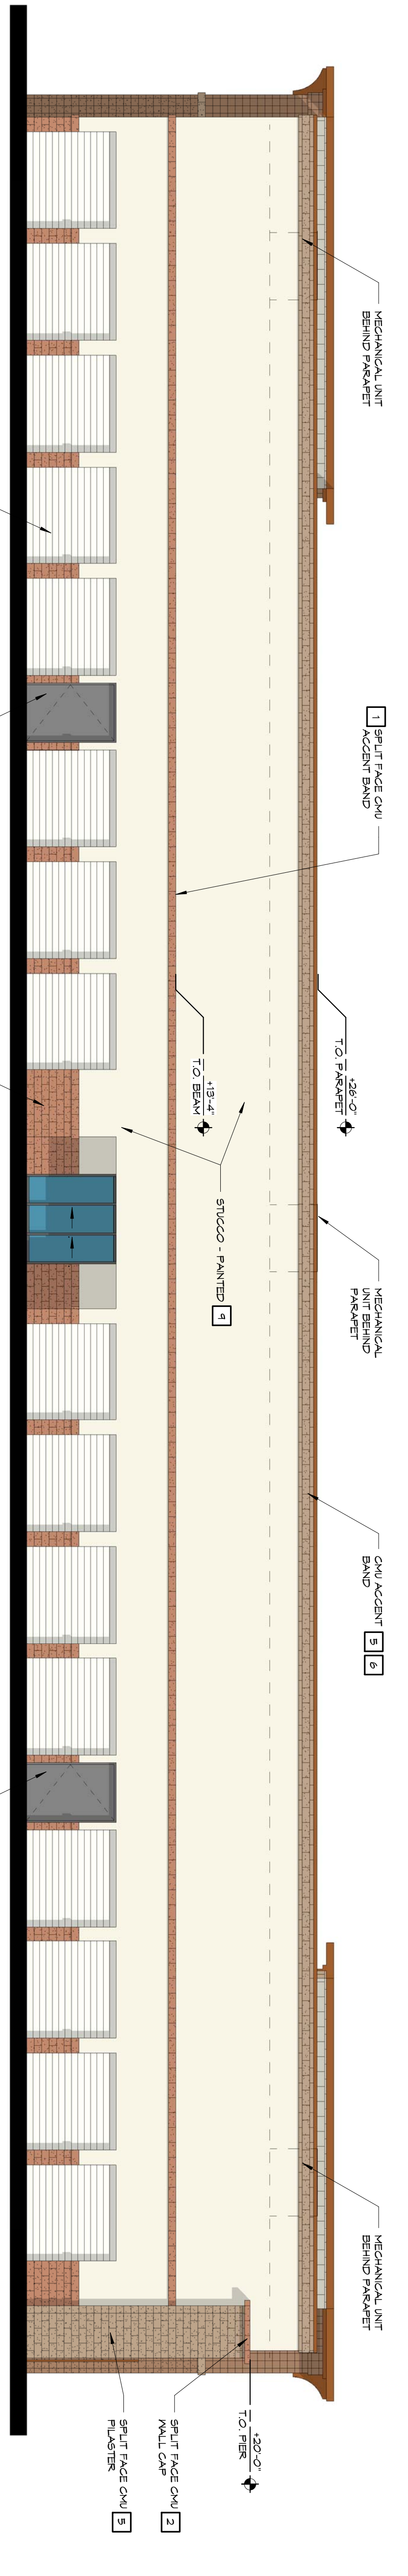 MECHANICAL UNIT
BEHIND PARAPET
1 SPLIT FACE CMU
ACCENT BAND
+26'-0"
T.O. PARAPET
+13'-4"
T.O. BEAM
STUCCO - PAINTED 9
MECHANICAL
UNIT BEHIND
PARAPET
CMU ACCENT 5 6
BAND
MECHANICAL UNIT
BEHIND PARAPET
+20'-0"
T.O. PIER
SPLIT FACE CMU 2
WALL CAP
SPLIT FACE CMU 5
PILASTER